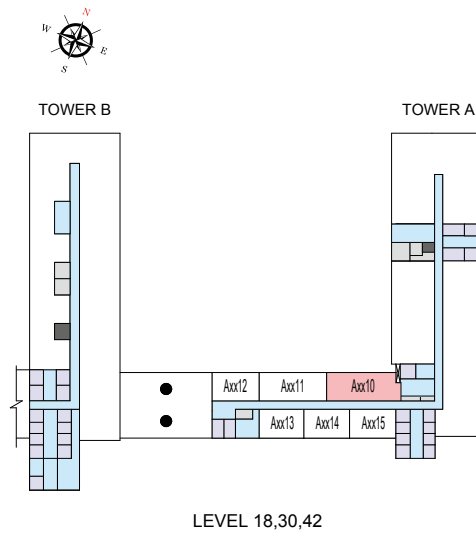 N
W
E
S
TOWER B
TOWER A
Axx12 Axx11 Axx10
Axx13 Axx14 Axx15
LEVEL 18,30,42